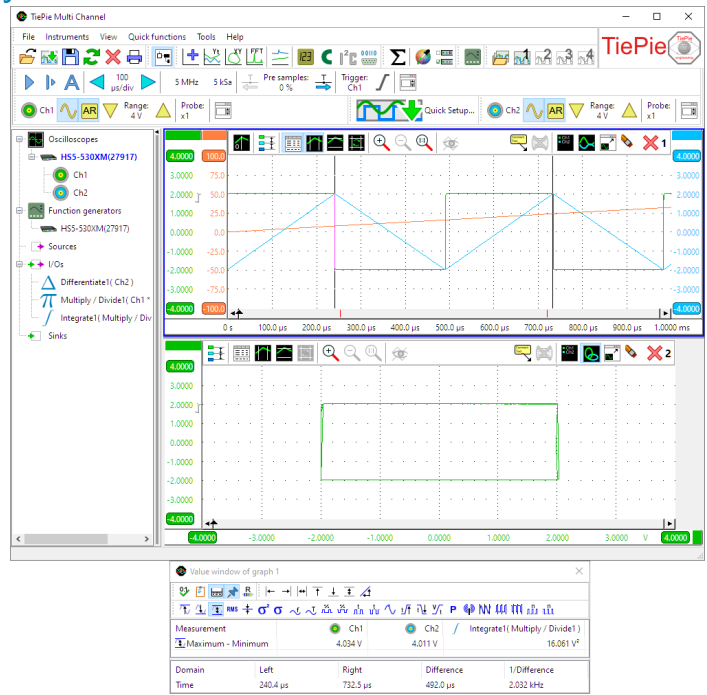 TiePie Multi Channel
File Instruments View Quick functions Tools Help
TiePie
100
µs/div
5 MHz 5 kSa
Pre samples:
0 %
Trigger:
Ch1
Ch1 AR Range:
4 V
Probe:
x1
Quick Setup...
Ch2 AR Range:
4 V
Probe:
x1
Oscilloscopes
HS5-530XM(27917)
Ch1
Ch2
Function generators
HS5-530XM(27917)
Sources
I/Os
Differentiate1( Ch2 )
Multiply / Divide1( Ch1 *
Integrate1( Multiply / Div
Sinks
1
4.0000 100.0 4.0000
3.0000 75.0 3.0000
2.0000 50.0 2.0000
1.0000 25.0 1.0000
0.0000 0.0 0.0000
-1.0000 -25.0 -1.0000
-2.0000 -50.0 -2.0000
-3.0000 -75.0 -3.0000
-4.0000 -100.0 -4.0000
0 s 100.0 µs 200.0 µs 300.0 µs 400.0 µs 500.0 µs 600.0 µs 700.0 µs 800.0 µs 900.0 µs 1.0000 ms
2
4.0000
3.0000
2.0000
1.0000
0.0000
-1.0000
-2.0000
-3.0000
-4.0000
-4.0000 -3.0000 -2.0000 -1.0000 0.0000 1.0000 2.0000 3.0000 V 4.0000
Value window of graph 1
RMS σ² σ P
Measurement Ch1 Ch2 Integrate1( Multiply / Divide1 )
Maximum - Minimum 4.034 V 4.011 V 16.061 V²
Domain Left Right Difference 1/Difference
Time 240.4 µs 732.5 µs 492.0 µs 2.032 kHz